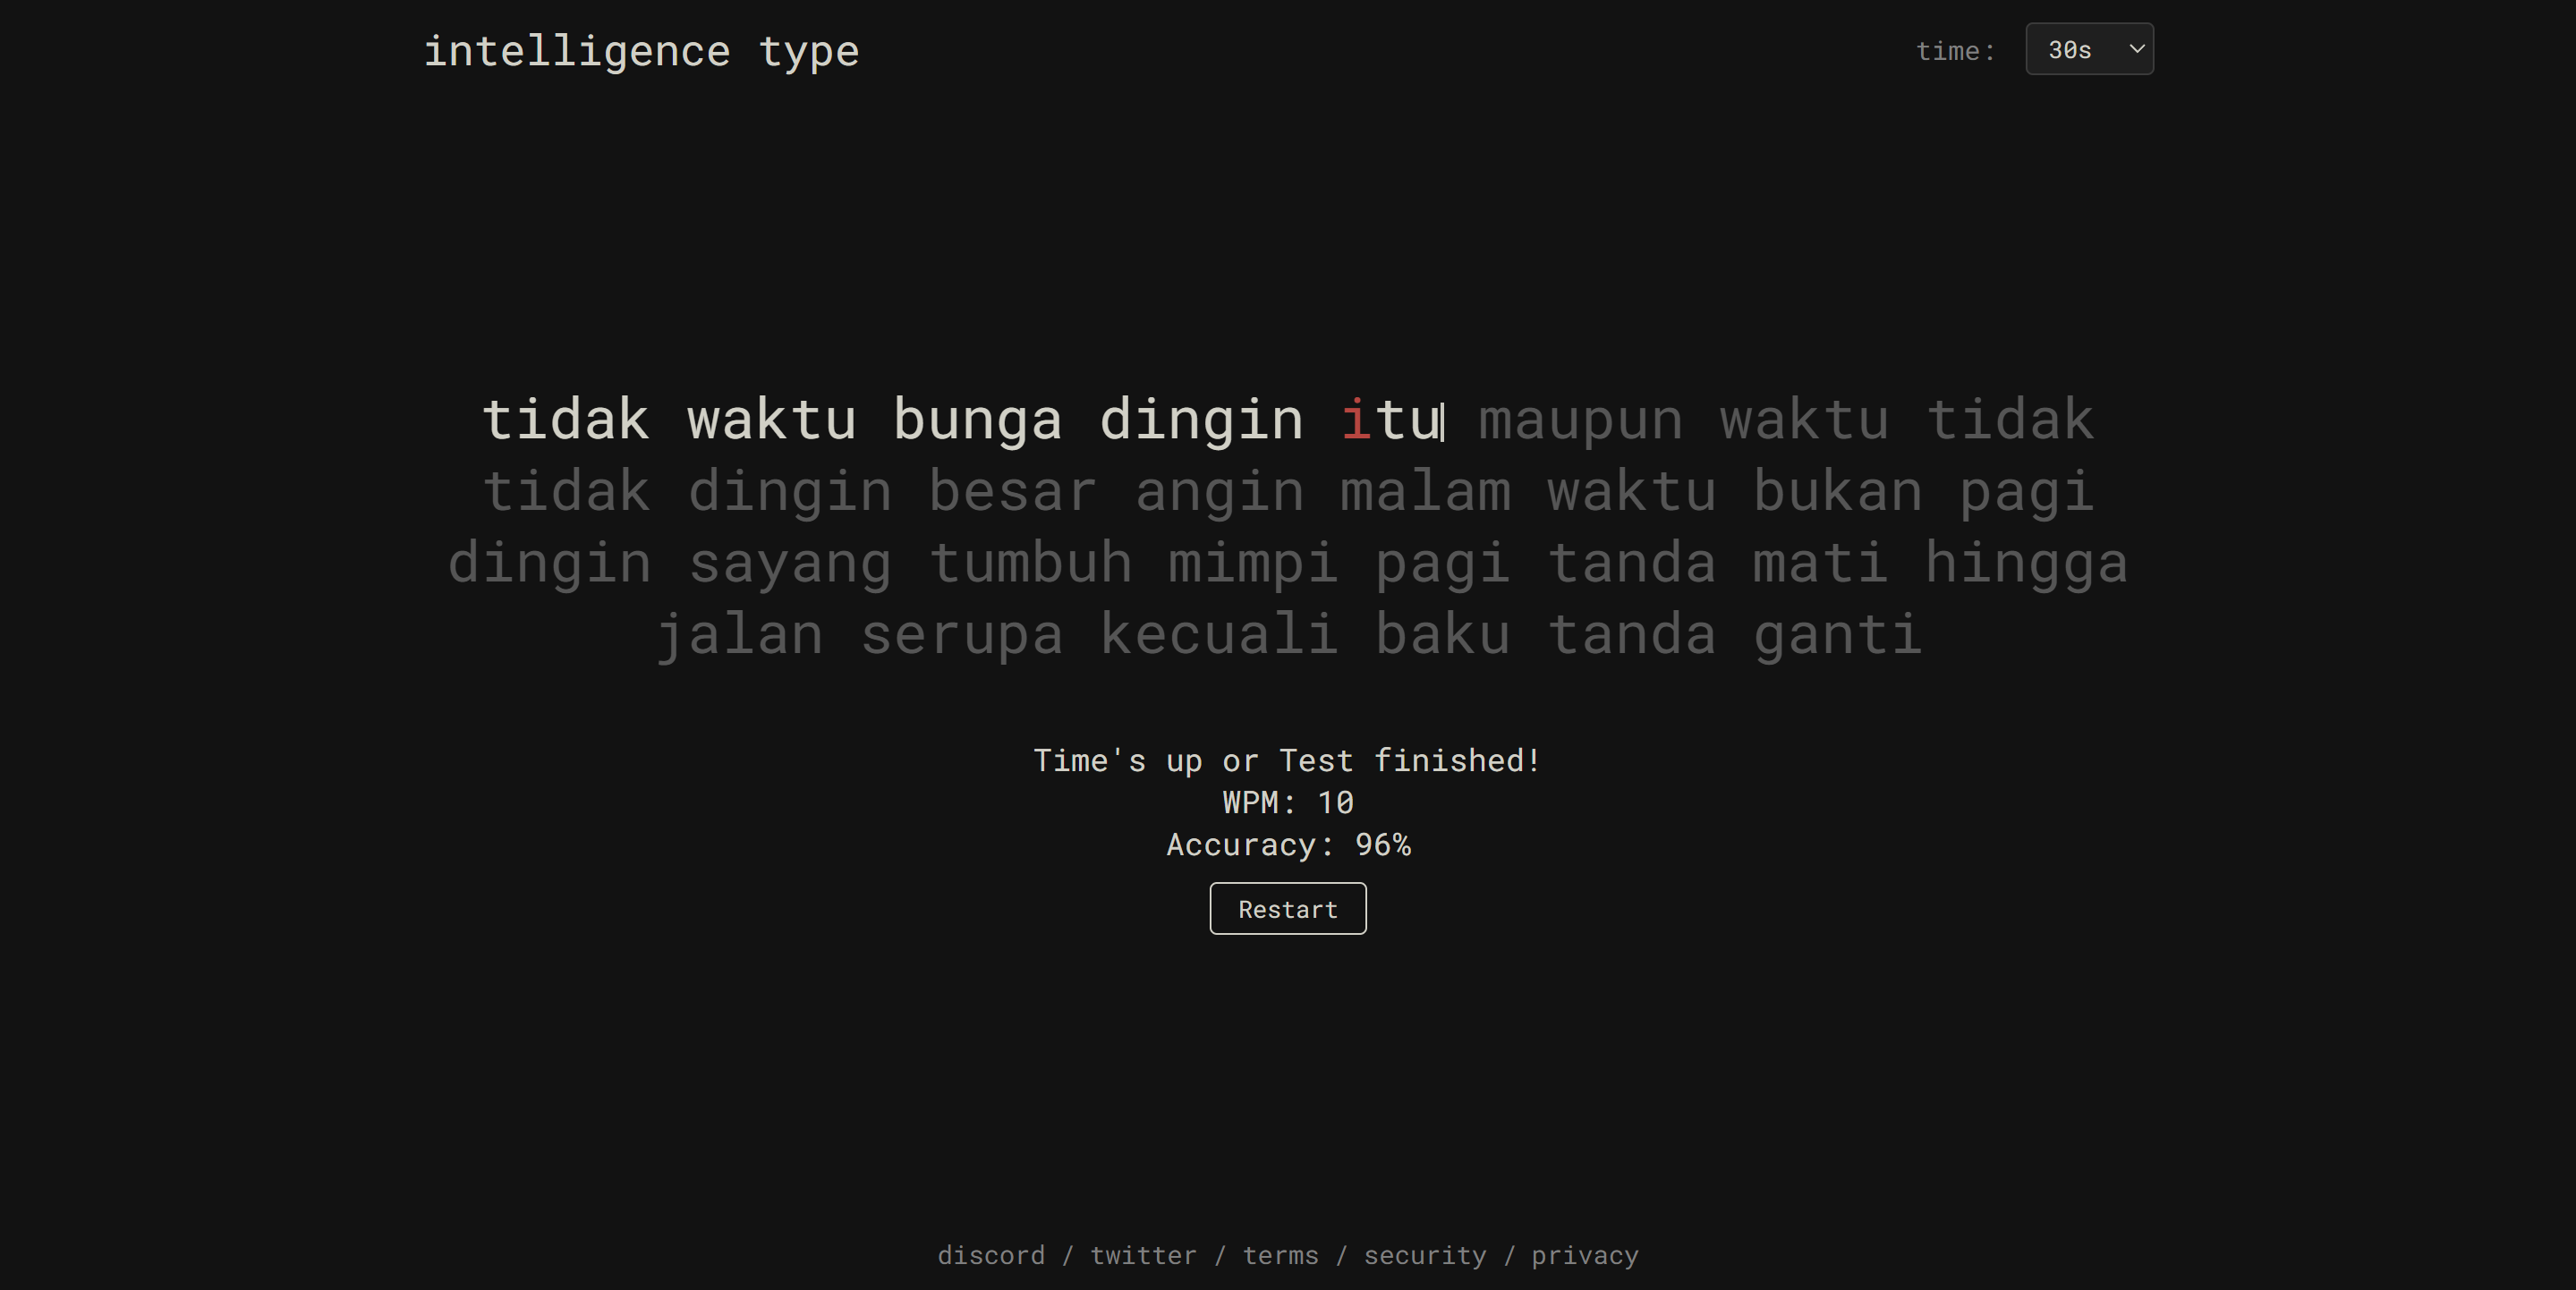 intelligence type
time: 30s
tidak waktu bunga dingin itu maupun waktu tidak
tidak dingin besar angin malam waktu bukan pagi
dingin sayang tumbuh mimpi pagi tanda mati hingga
jalan serupa kecuali baku tanda ganti
Time's up or Test finished!
WPM: 10
Accuracy: 96%
Restart
discord / twitter / terms / security / privacy